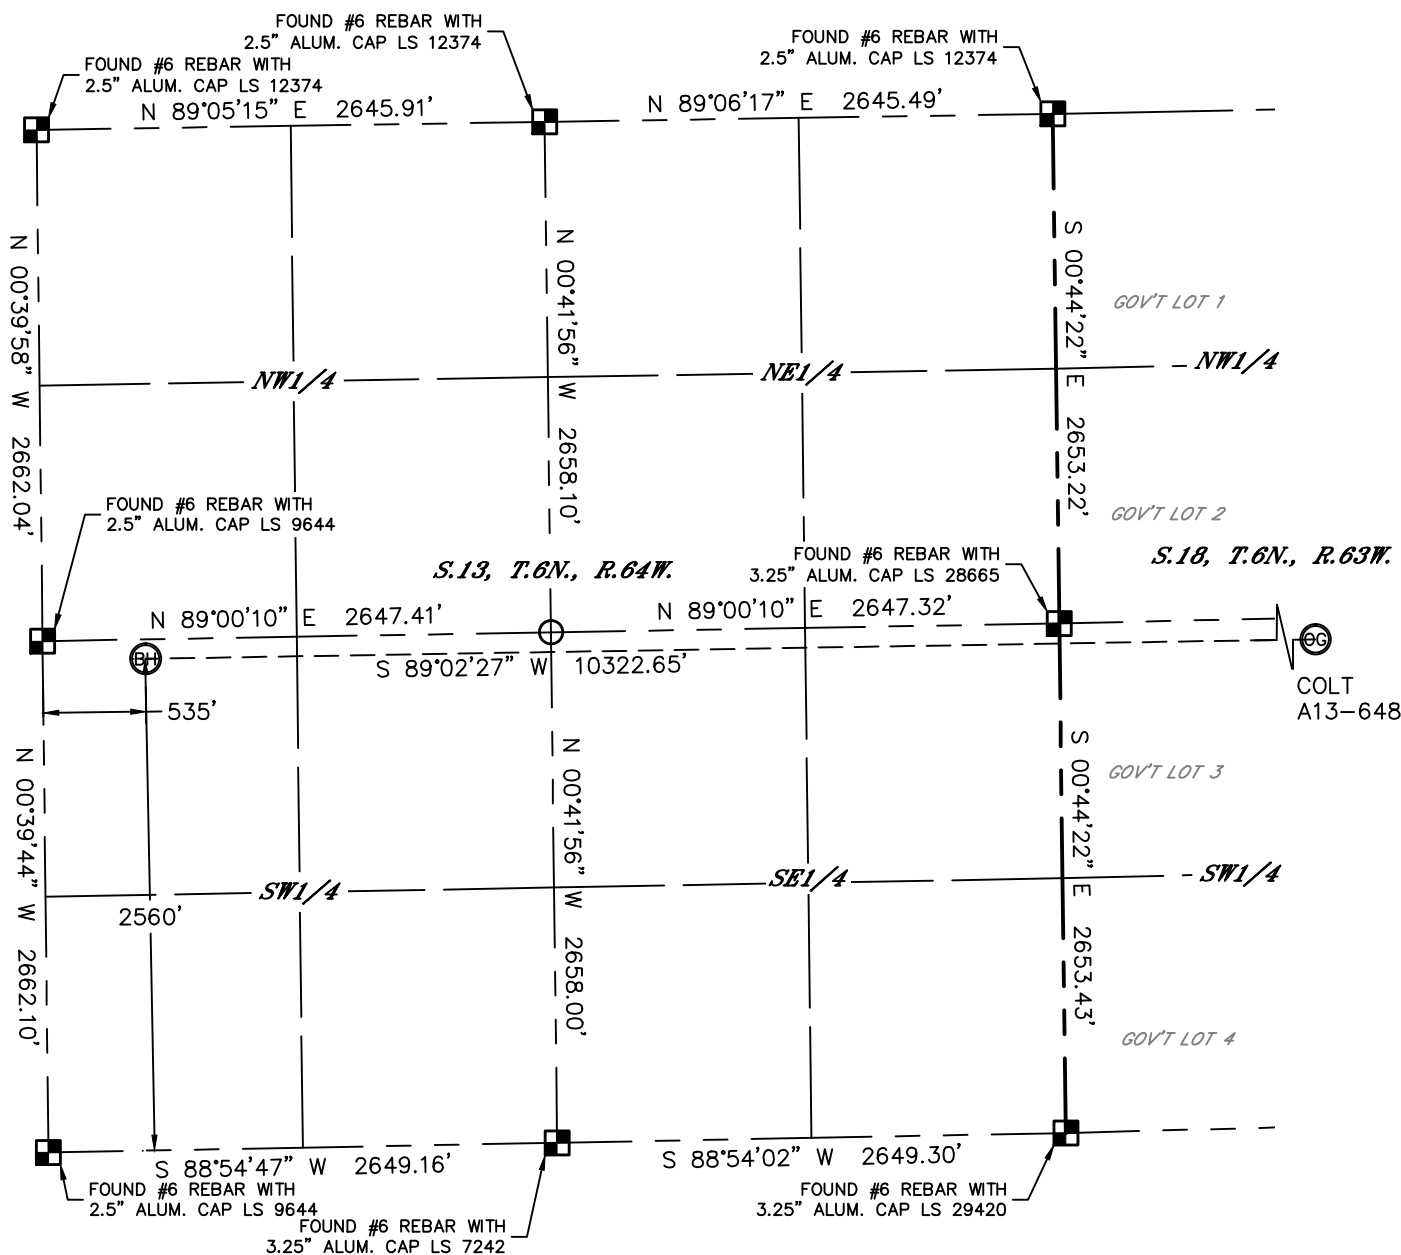 FOUND #6 REBAR WITH
2.5" ALUM. CAP LS 12374
FOUND #6 REBAR WITH
2.5" ALUM. CAP LS 12374
FOUND #6 REBAR WITH
2.5" ALUM. CAP LS 12374
N 89°05'15" E 2645.91'
N 89°06'17" E 2645.49'
N 00°39'58" W 2662.04'
N 00°41'56" W 2658.10'
S 00°44'22" E 2653.22'
GOV'T LOT 1
NW1/4
NE1/4
NW1/4
FOUND #6 REBAR WITH
2.5" ALUM. CAP LS 9644
GOV'T LOT 2
S.13, T.6N., R.64W.
FOUND #6 REBAR WITH
3.25" ALUM. CAP LS 28665
S.18, T.6N., R.63W.
N 89°00'10" E 2647.41'
N 89°00'10" E 2647.32'
BH
S 89°02'27" W 10322.65'
OG
COLT
A13-648
535'
N 00°39'44" W 2662.10'
N 00°41'56" W 2658.00'
S 00°44'22" E 2653.43'
GOV'T LOT 3
SW1/4
SE1/4
SW1/4
2560'
GOV'T LOT 4
S 88°54'47" W 2649.16'
S 88°54'02" W 2649.30'
FOUND #6 REBAR WITH
2.5" ALUM. CAP LS 9644
FOUND #6 REBAR WITH
3.25" ALUM. CAP LS 7242
FOUND #6 REBAR WITH
3.25" ALUM. CAP LS 29420